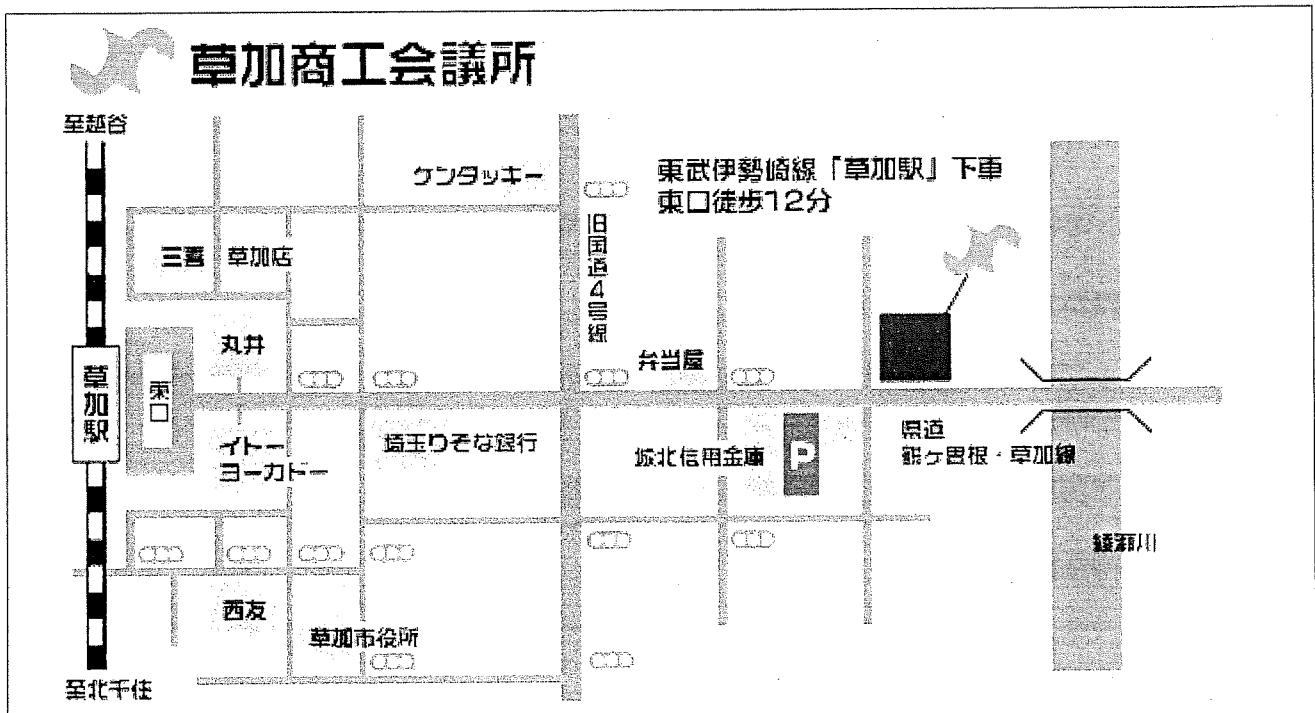 草加商工会議所
至越谷
ケンタッキー
東武伊勢崎線「草加駅」下車
東口徒歩12分
三喜 草加店
旧国道4号線
丸井
弁当屋
草加駅
東口
イトー
ヨーカドー
埼玉りそな銀行
城北信用金庫
P
県道
・草加線
綾瀬川
西友
草加市役所
至北千住